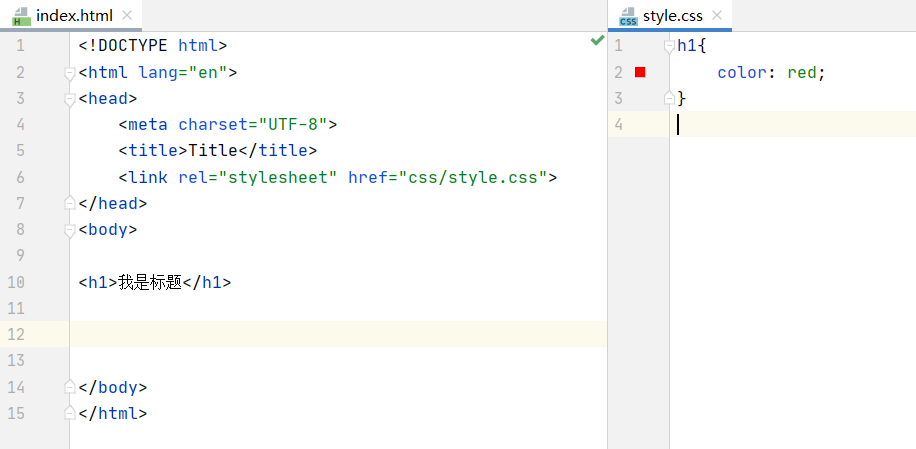 index.html
1 <!DOCTYPE html>
2 <html lang="en">
3 <head>
4     <meta charset="UTF-8">
5     <title>Title</title>
6     <link rel="stylesheet" href="css/style.css">
7 </head>
8 <body>
9
10 <h1>我是标题</h1>
11
12
13
14 </body>
15 </html>
style.css
1 h1{
2     color: red;
3 }
4